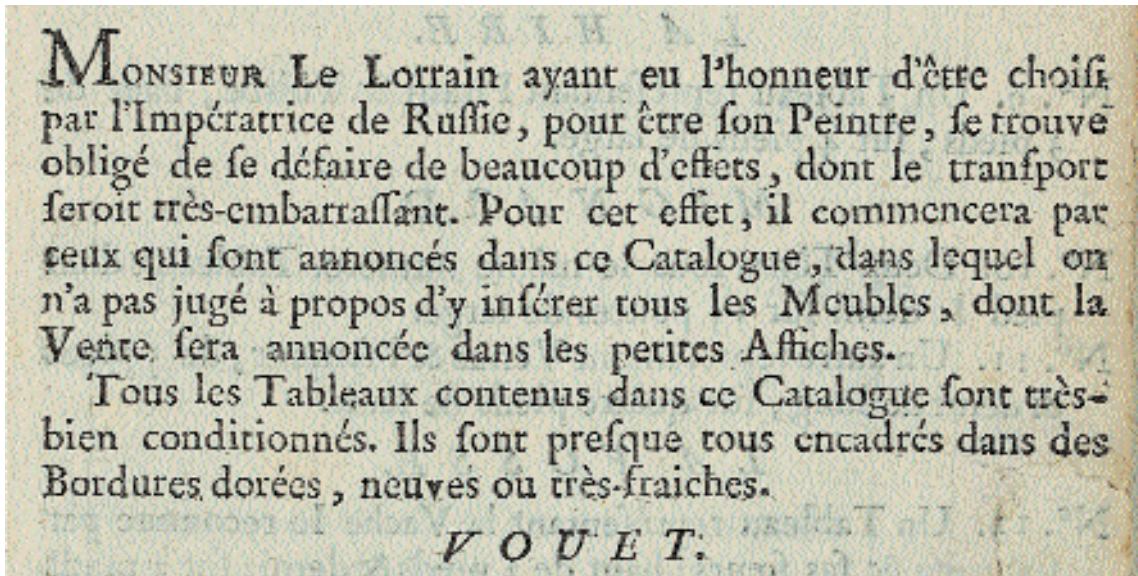 MONSIEUR Le Lorrain ayant eu l'honneur d'être choisi
par l'Impératrice de Russie, pour être son Peintre, se trouve
obligé de se défaire de beaucoup d'effets, dont le transport
seroit très-embarrassant. Pour cet effet, il commencera par
ceux qui sont annoncés dans ce Catalogue, dans lequel on
n'a pas jugé à propos d'y insérer tous les Meubles, dont la
Vente sera annoncée dans les petites Affiches.
Tous les Tableaux contenus dans ce Catalogue sont très-
bien conditionnés. Ils sont presque tous encadrés dans des
Bordures dorées, neuves ou très-fraiches.
VOUET.